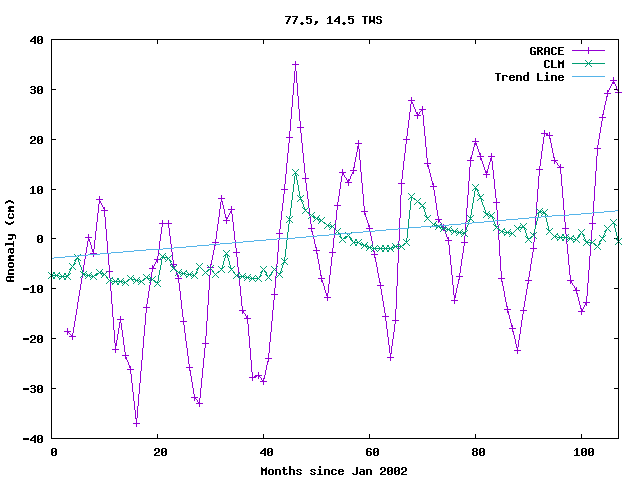 77.5, 14.5 TWS
GRACE
CLM
Trend Line
40
30
20
10
0
-10
-20
-30
-40
Anomaly (cm)
0 20 40 60 80 100
Months since Jan 2002